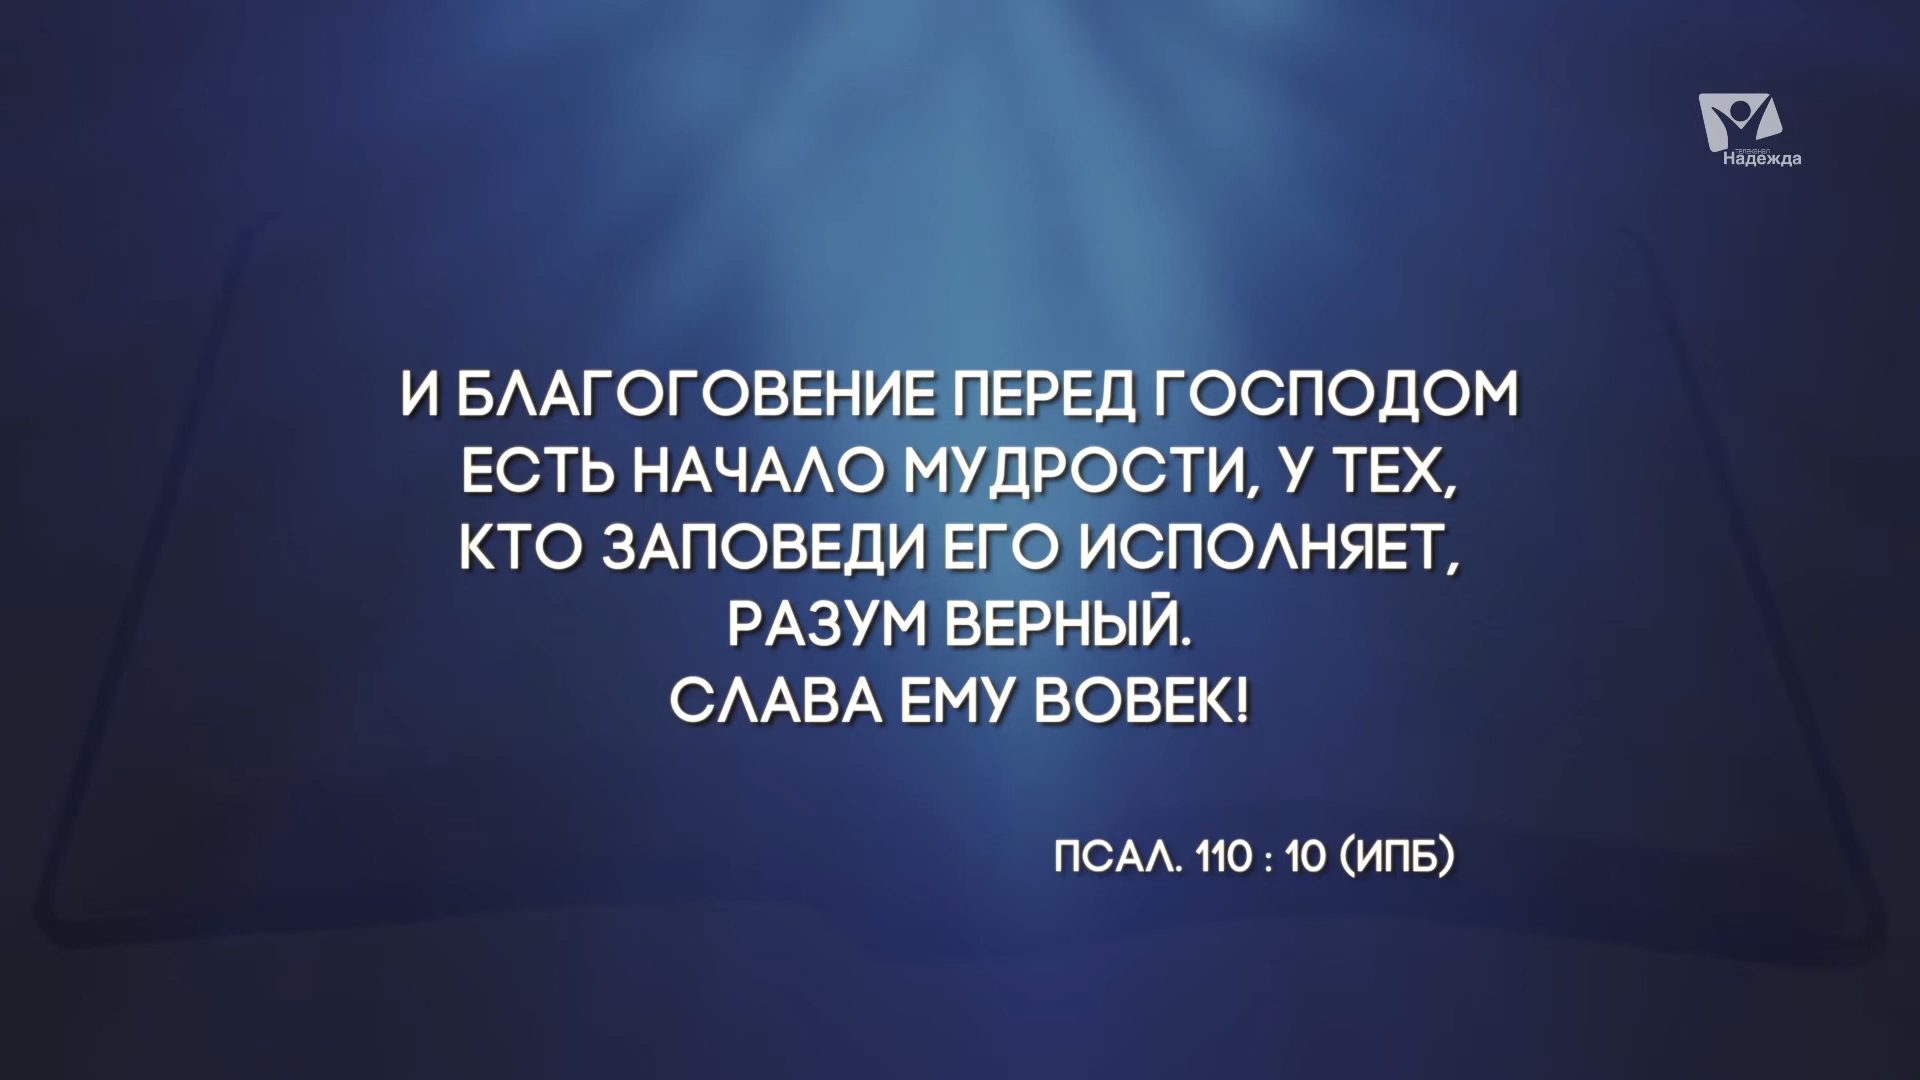 ТЕЛЕКАНАЛ
Надежда
И БЛАГОГОВЕНИЕ ПЕРЕД ГОСПОДОМ
ЕСТЬ НАЧАЛО МУДРОСТИ, У ТЕХ,
КТО ЗАПОВЕДИ ЕГО ИСПОЛНЯЕТ,
РАЗУМ ВЕРНЫЙ.
СЛАВА ЕМУ ВОВЕК!
ПСАЛ. 110 : 10 (ИПБ)